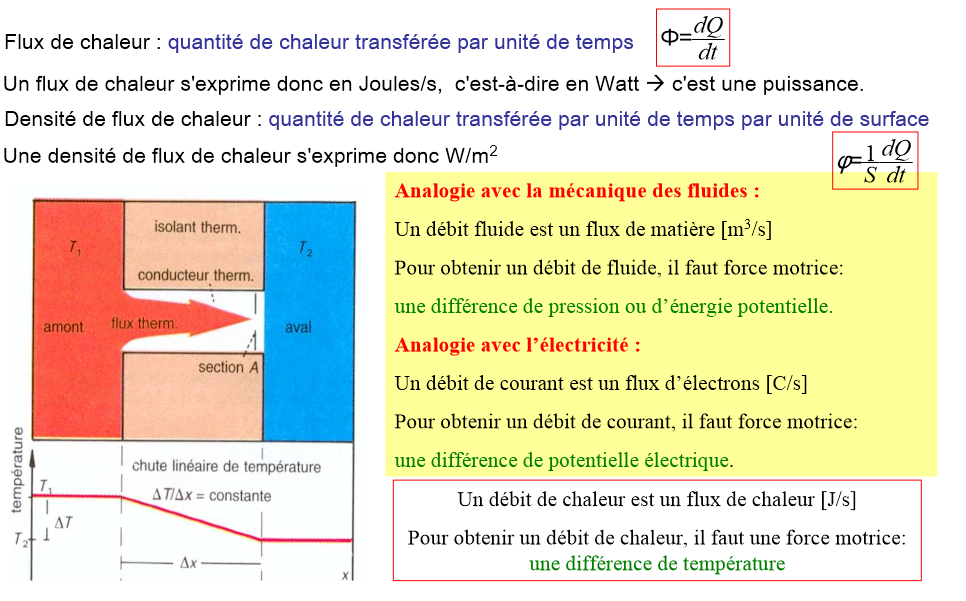 Flux de chaleur : quantité de chaleur transférée par unité de temps Φ=dQ/dt
Un flux de chaleur s'exprime donc en Joules/s, c'est-à-dire en Watt → c'est une puissance.
Densité de flux de chaleur : quantité de chaleur transférée par unité de temps par unité de surface
Une densité de flux de chaleur s'exprime donc W/m²
φ=1/S dQ/dt
isolant therm.
T₁
T₂
conducteur therm.
amont
flux therm.
aval
section A
température
chute linéaire de température
T₁
ΔT/Δx = constante
ΔT
T₂
Δx
x
Analogie avec la mécanique des fluides :
Un débit fluide est un flux de matière [m³/s]
Pour obtenir un débit de fluide, il faut force motrice:
une différence de pression ou d’énergie potentielle.
Analogie avec l’électricité :
Un débit de courant est un flux d’électrons [C/s]
Pour obtenir un débit de courant, il faut force motrice:
une différence de potentielle électrique.
Un débit de chaleur est un flux de chaleur [J/s]
Pour obtenir un débit de chaleur, il faut une force motrice:
une différence de température